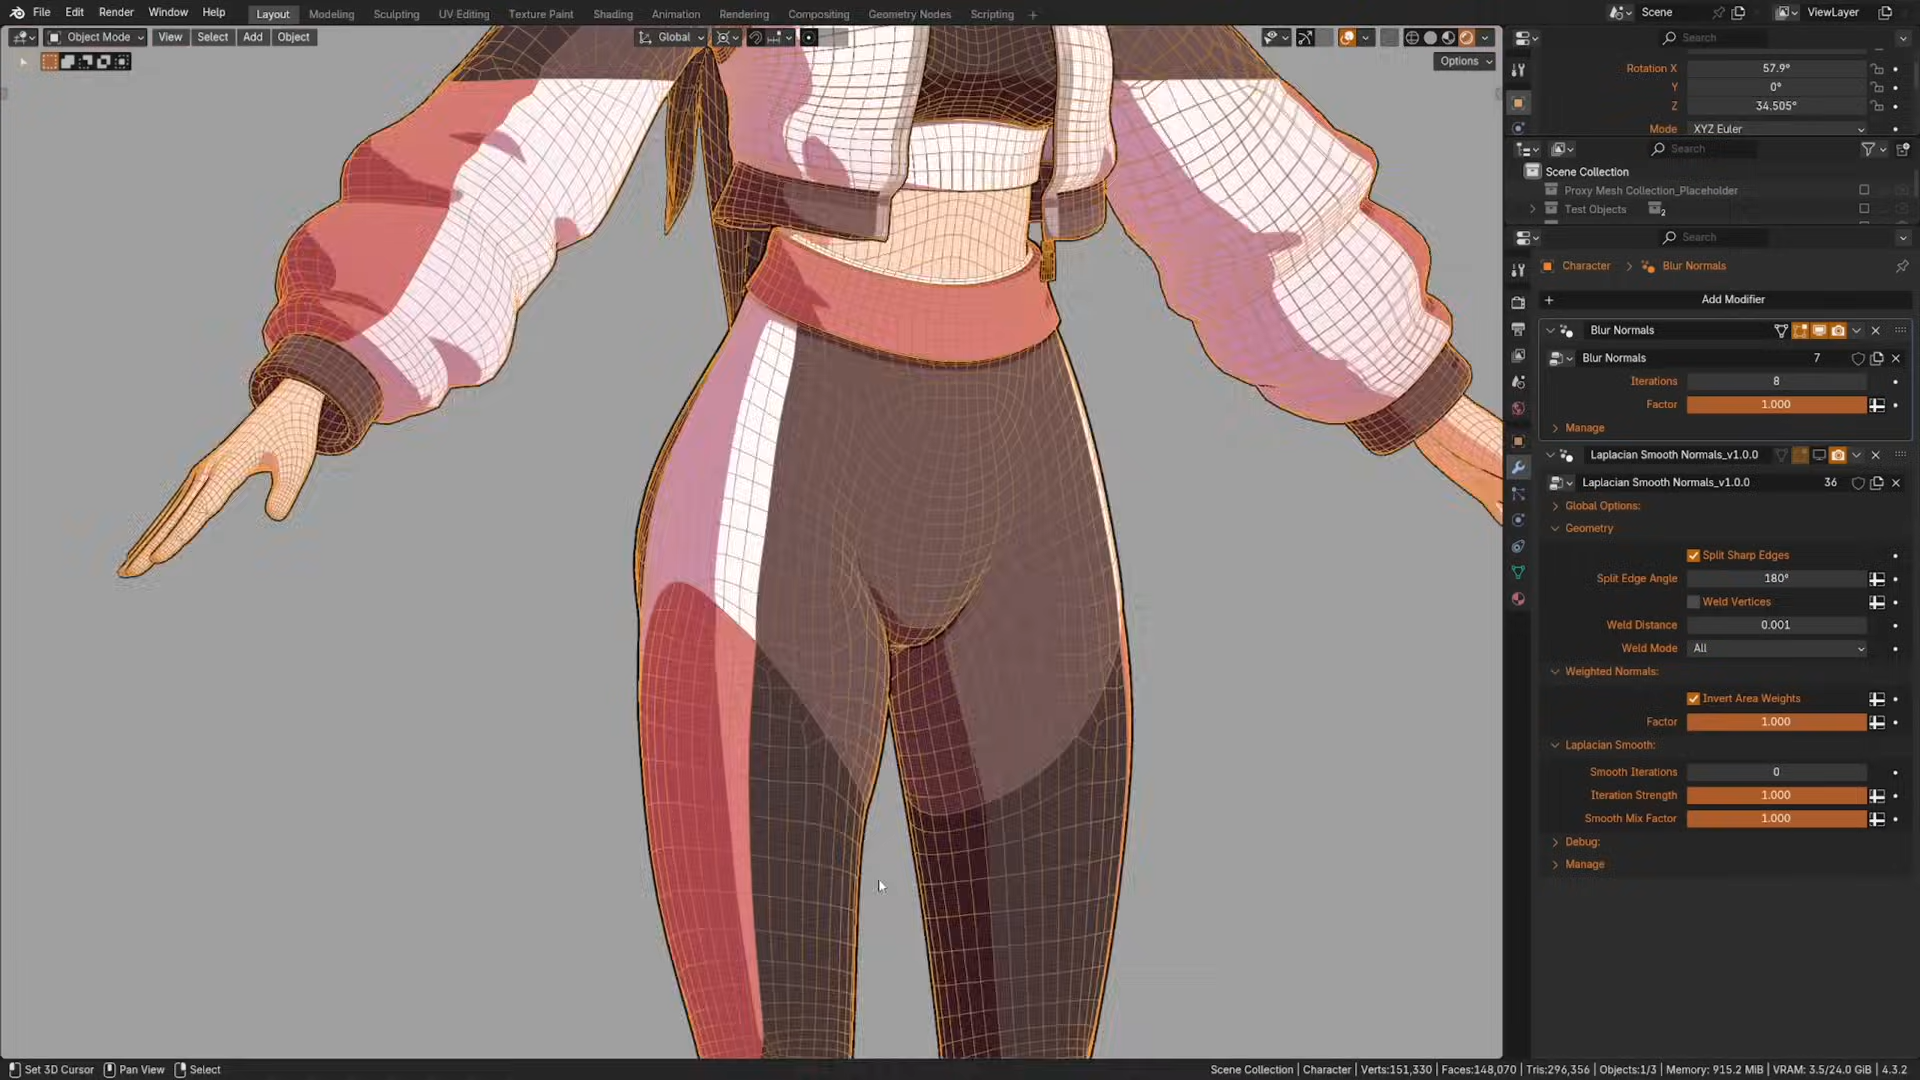 File Edit Render Window Help Layout Modeling Sculpting UV Editing Texture Paint Shading Animation Rendering Compositing Geometry Nodes Scripting Scene ViewLayer
Object Mode View Select Add Object Global Search
Options
Rotation X 57.9°
Y 0°
Z 34.505°
Mode XYZ Euler
Search
Scene Collection
Proxy Mesh Collection_Placeholder
Test Objects 2
Search
Character Blur Normals
Add Modifier
Blur Normals
Blur Normals 7
Iterations 8
Factor 1.000
Manage
Laplacian Smooth Normals_v1.0.0
Laplacian Smooth Normals_v1.0.0 36
Global Options:
Geometry
Split Sharp Edges
Split Edge Angle 180°
Weld Vertices
Weld Distance 0.001
Weld Mode All
Weighted Normals:
Invert Area Weights
Factor 1.000
Laplacian Smooth:
Smooth Iterations 0
Iteration Strength 1.000
Smooth Mix Factor 1.000
Debug:
Manage
Set 3D Cursor Pan View Select Scene Collection | Character | Verts:151,330 | Faces:148,070 | Tris:296,356 | Objects:1/3 | Memory: 915.2 MiB | VRAM: 3.5/24.0 GiB | 4.3.2